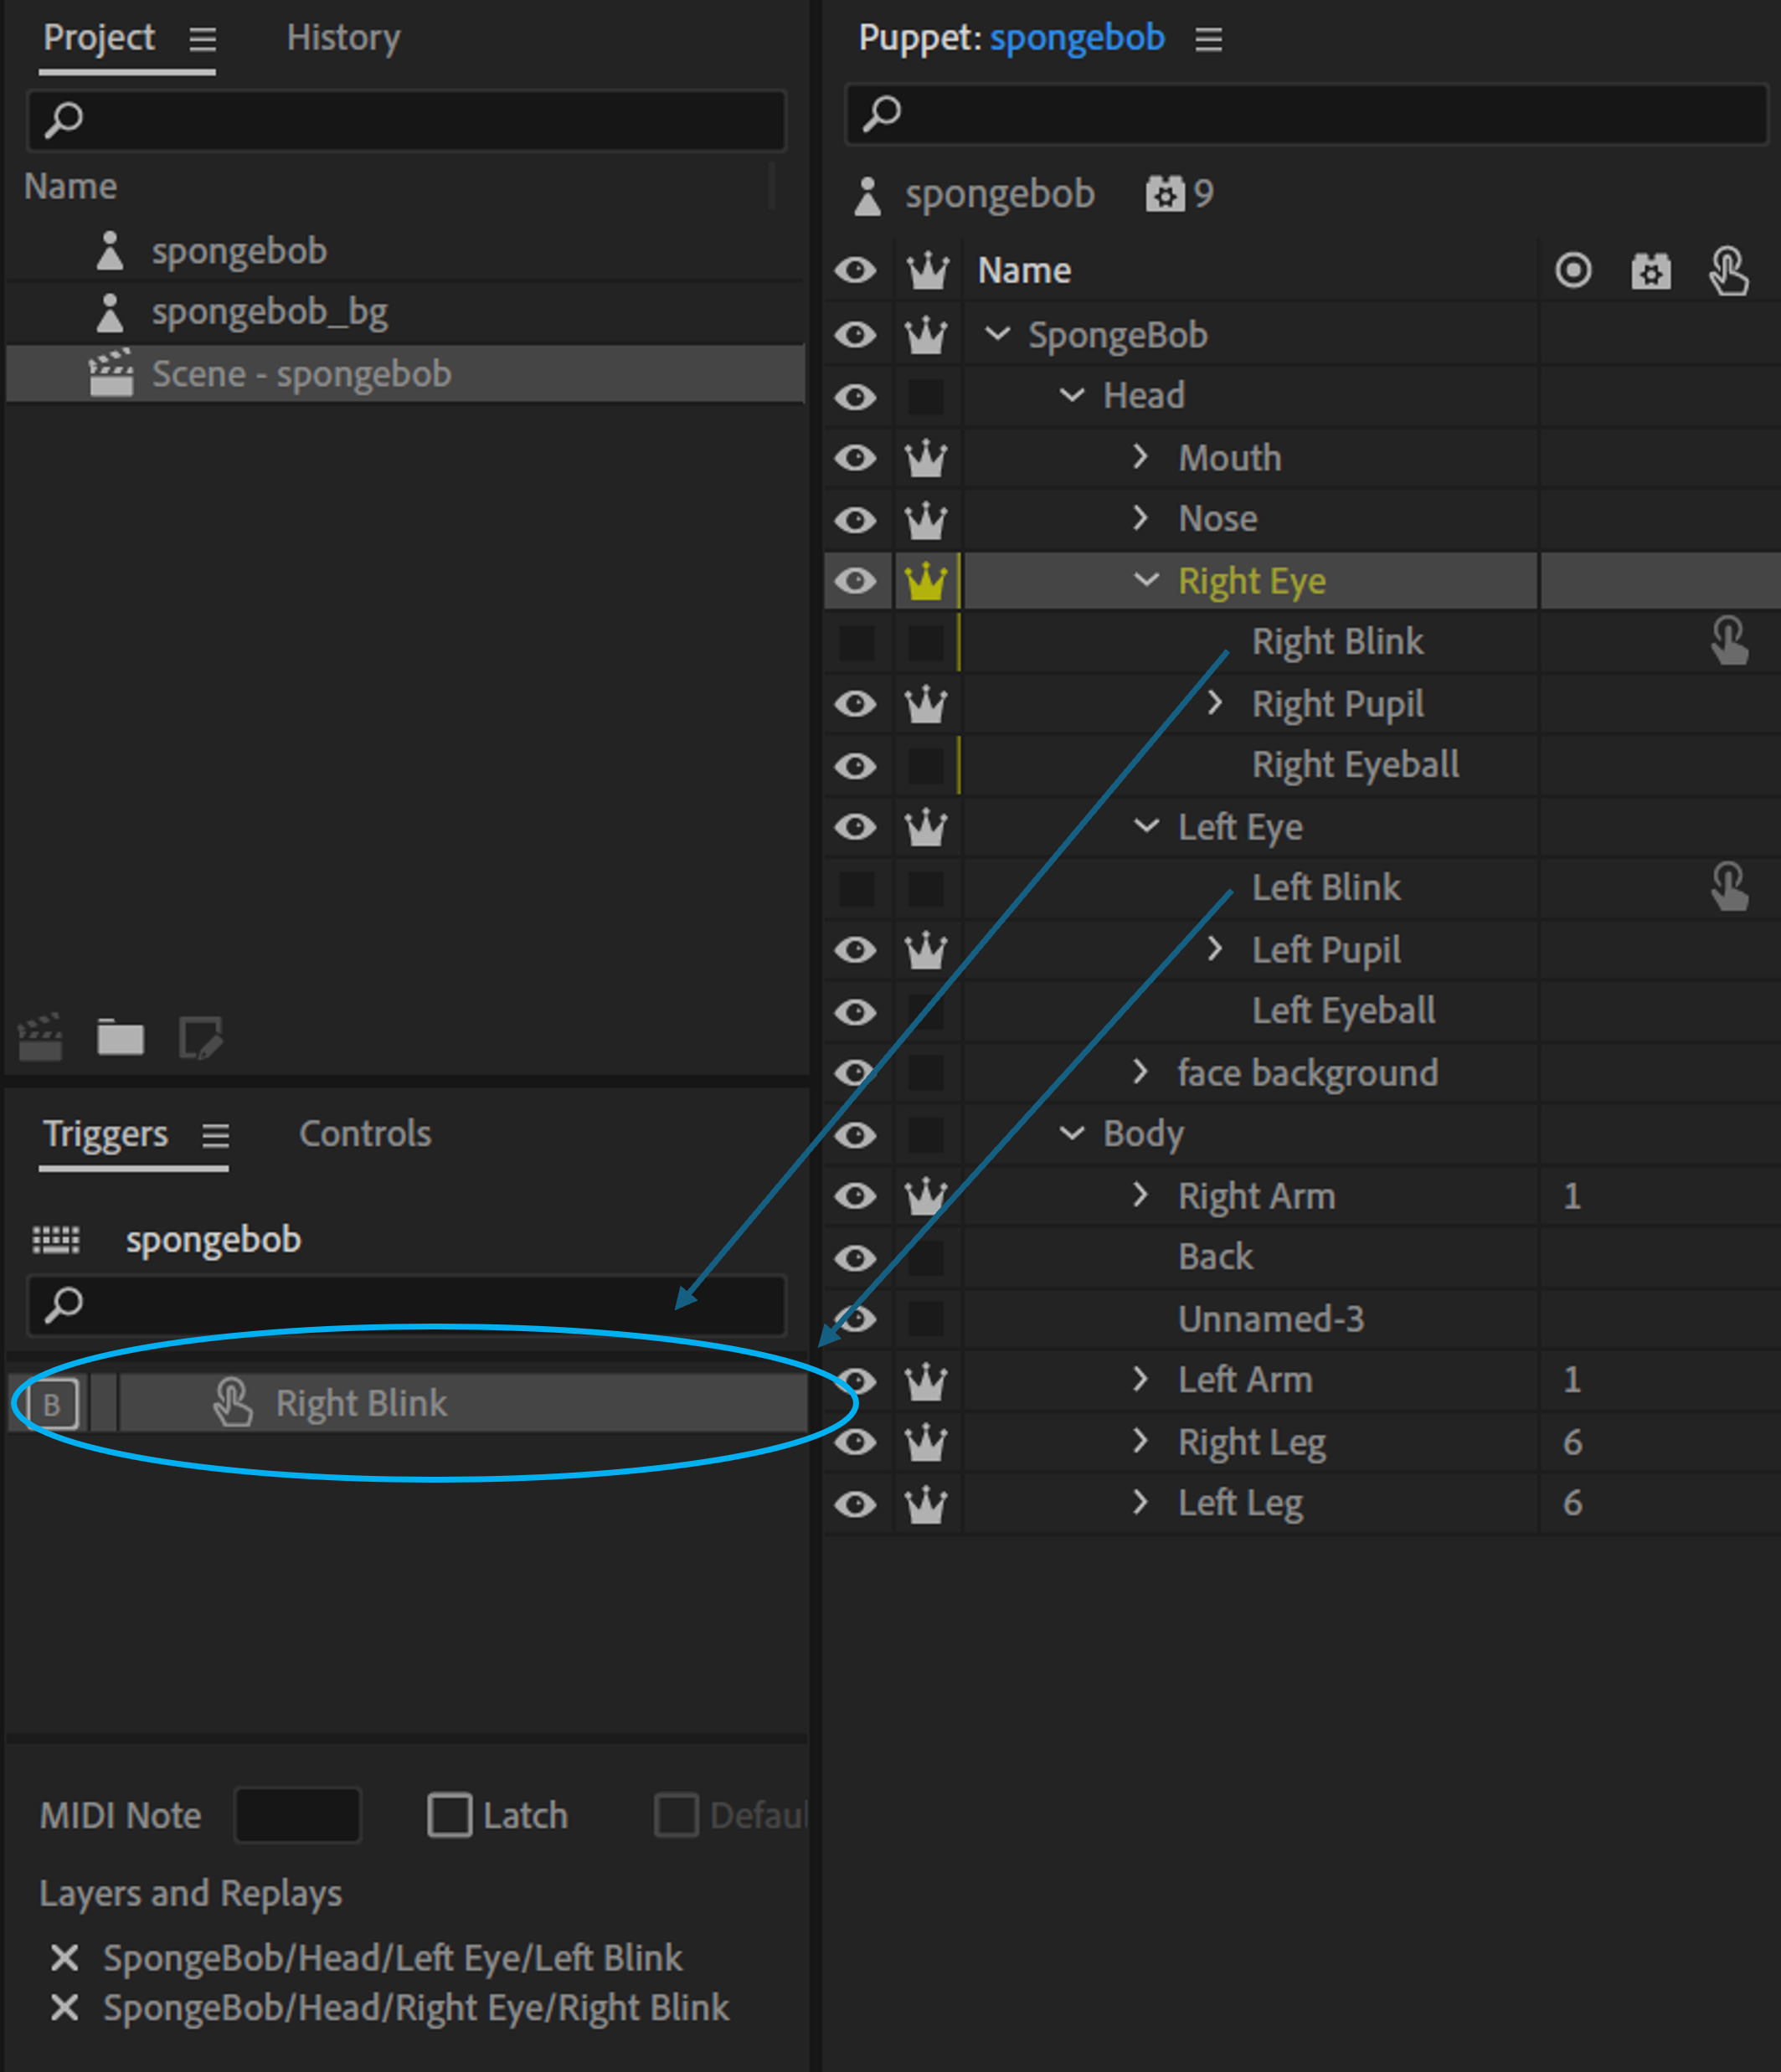 Project
History
Name
spongebob
spongebob_bg
Scene - spongebob
Triggers
Controls
spongebob
B
Right Blink
MIDI Note
Latch
Defaul
Layers and Replays
SpongeBob/Head/Left Eye/Left Blink
SpongeBob/Head/Right Eye/Right Blink
Puppet: spongebob
spongebob 9
Name
SpongeBob
Head
Mouth
Nose
Right Eye
Right Blink
Right Pupil
Right Eyeball
Left Eye
Left Blink
Left Pupil
Left Eyeball
face background
Body
Right Arm 1
Back
Unnamed-3
Left Arm 1
Right Leg 6
Left Leg 6